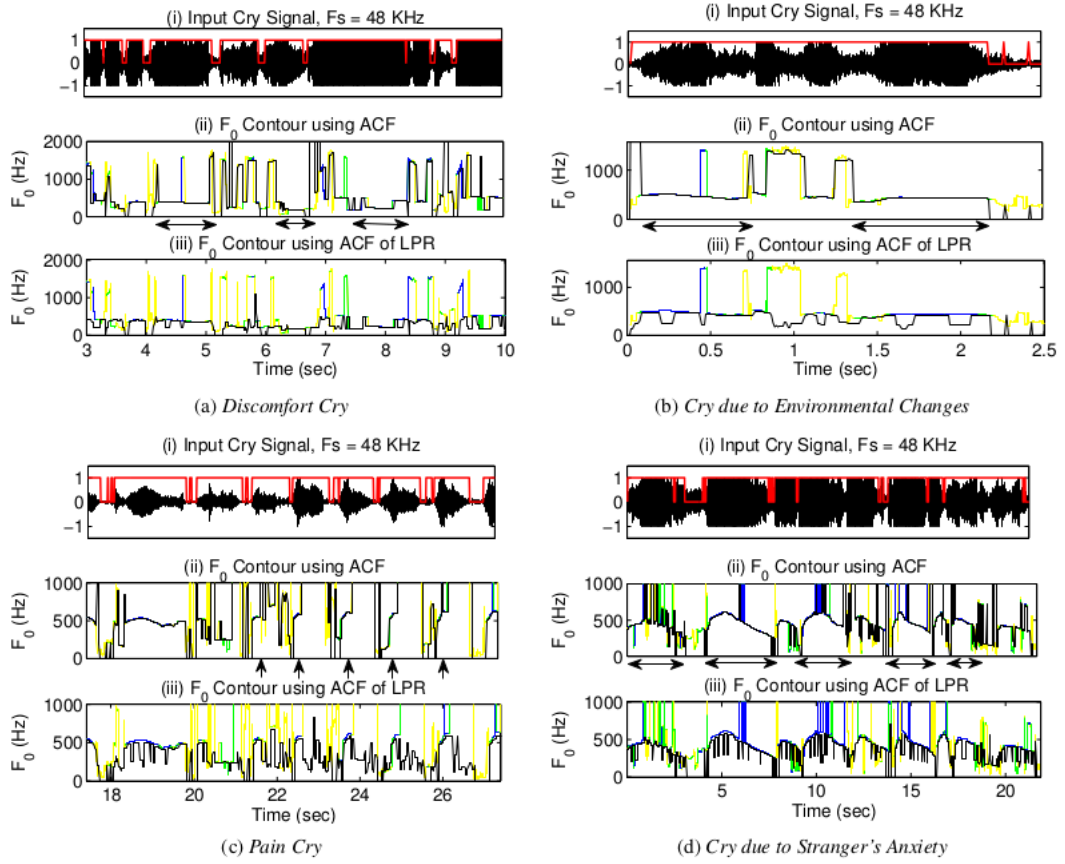 (i) Input Cry Signal, Fs = 48 KHz
1
0
−1
(ii) F0 Contour using ACF
2000
1000
0
F0 (Hz)
(iii) F0 Contour using ACF of LPR
2000
1000
0
F0 (Hz)
3 4 5 6 7 8 9 10
Time (sec)
(a) Discomfort Cry
(i) Input Cry Signal, Fs = 48 KHz
1
0
−1
(ii) F0 Contour using ACF
1000
500
0
F0 (Hz)
(iii) F0 Contour using ACF of LPR
1000
500
0
F0 (Hz)
0 0.5 1 1.5 2 2.5
Time (sec)
(b) Cry due to Environmental Changes
(i) Input Cry Signal, Fs = 48 KHz
1
0
−1
(ii) F0 Contour using ACF
1000
500
0
F0 (Hz)
(iii) F0 Contour using ACF of LPR
1000
500
0
F0 (Hz)
18 20 22 24 26
Time (sec)
(c) Pain Cry
(i) Input Cry Signal, Fs = 48 KHz
1
0
−1
(ii) F0 Contour using ACF
1000
500
0
F0 (Hz)
(iii) F0 Contour using ACF of LPR
1000
500
0
F0 (Hz)
5 10 15 20
Time (sec)
(d) Cry due to Stranger's Anxiety